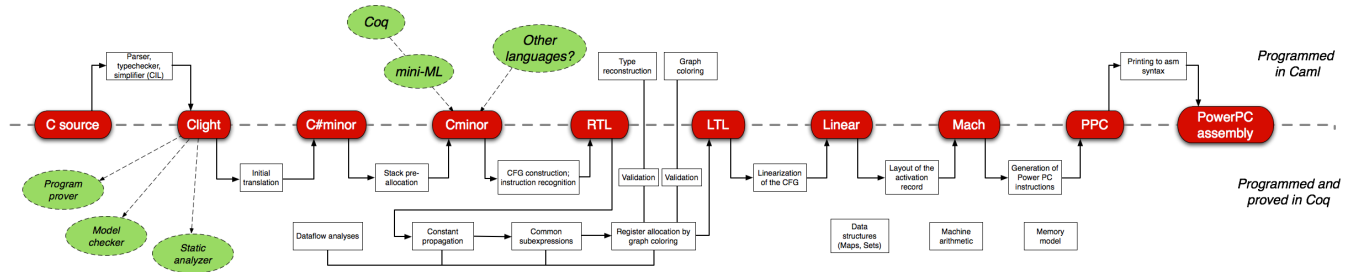 Parser,
typechecker,
simplifier (CIL)
Coq
mini-ML
Other
languages?
Type
reconstruction
Graph
coloring
Printing to asm
syntax
Programmed
in Caml
C source
Clight
C#minor
Cminor
RTL
LTL
Linear
Mach
PPC
PowerPC
assembly
Program
prover
Model
checker
Static
analyzer
Initial
translation
Stack pre-
allocation
CFG construction;
instruction recognition
Validation
Validation
Linearization
of the CFG
Layout of the
activation
record
Generation of
Power PC
instructions
Programmed and
proved in Coq
Dataflow analyses
Constant
propagation
Common
subexpressions
Register allocation by
graph coloring
Data
structures
(Maps, Sets)
Machine
arithmetic
Memory
model